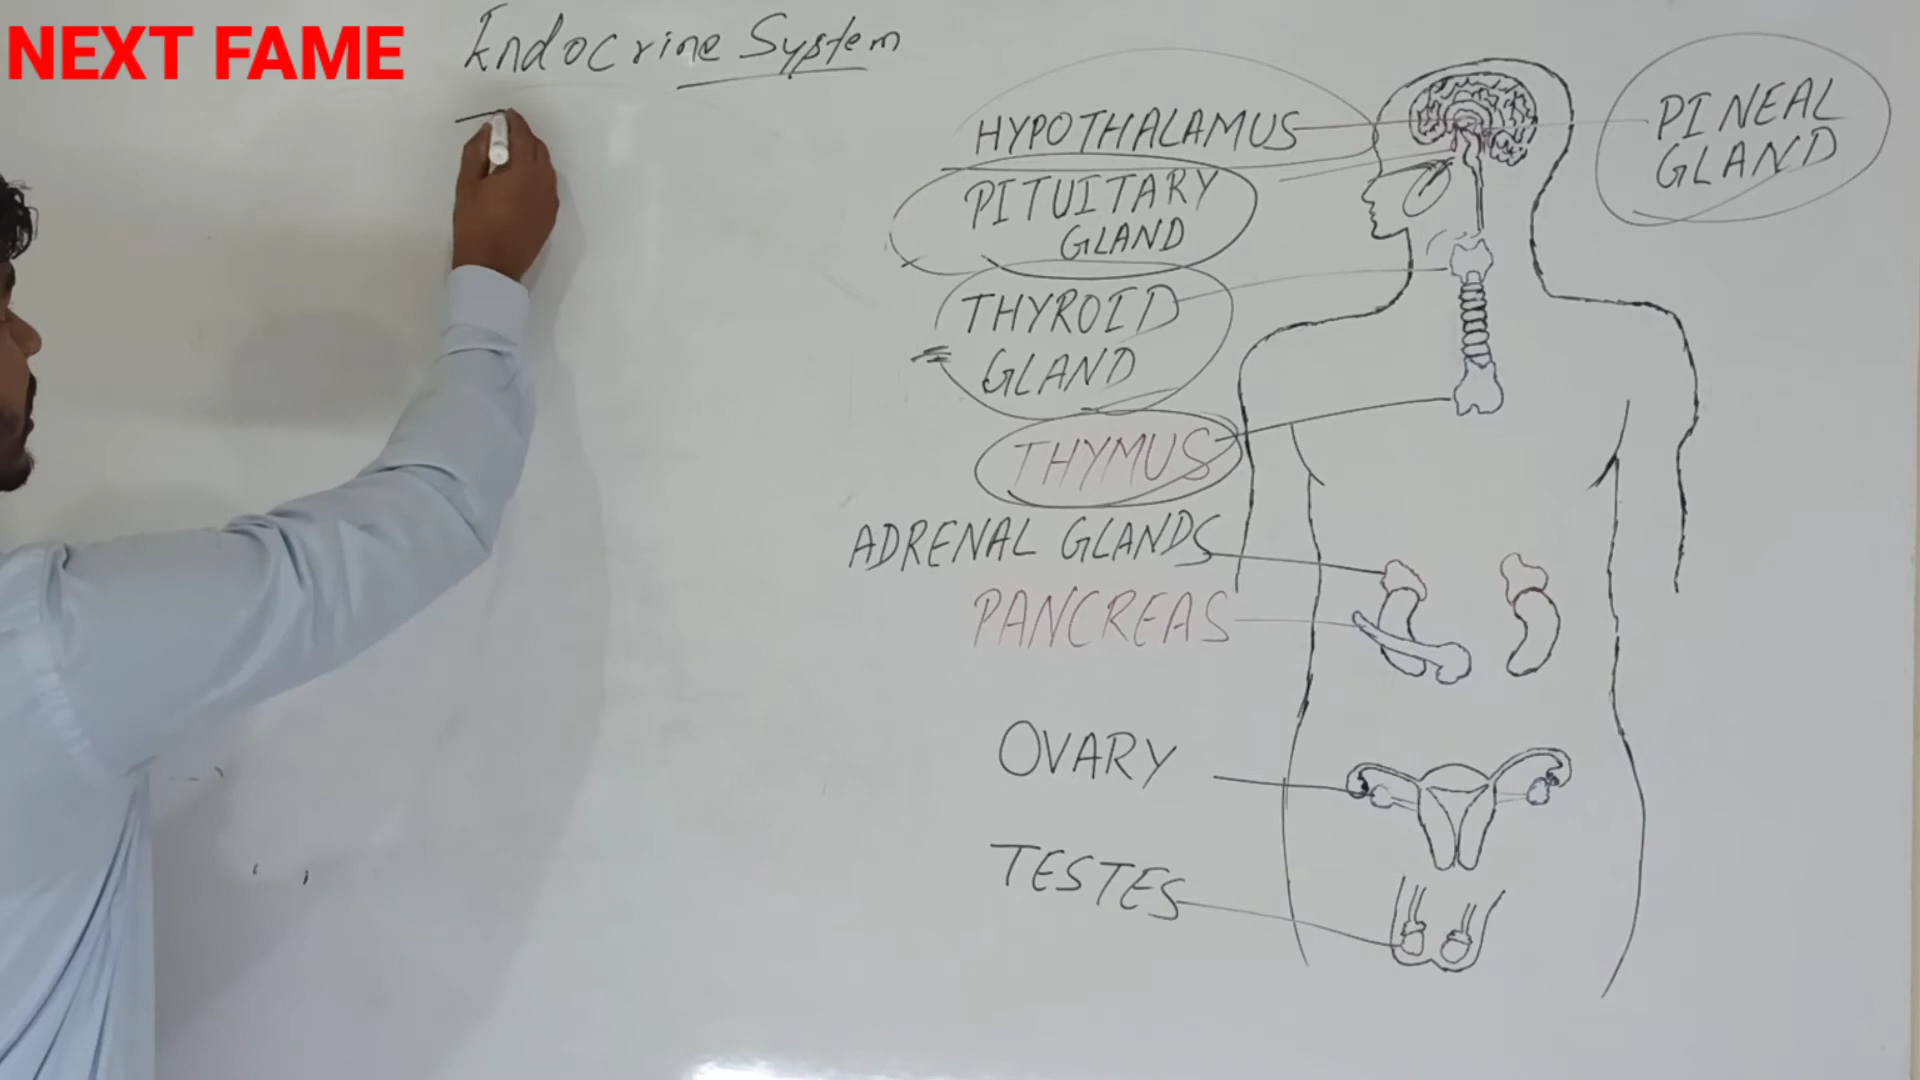 NEXT FAME
Endocrine System
HYPOTHALAMUS
PITUITARY
GLAND
THYROID
GLAND
THYMUS
ADRENAL GLANDS
PANCREAS
OVARY
TESTES
PINEAL
GLAND